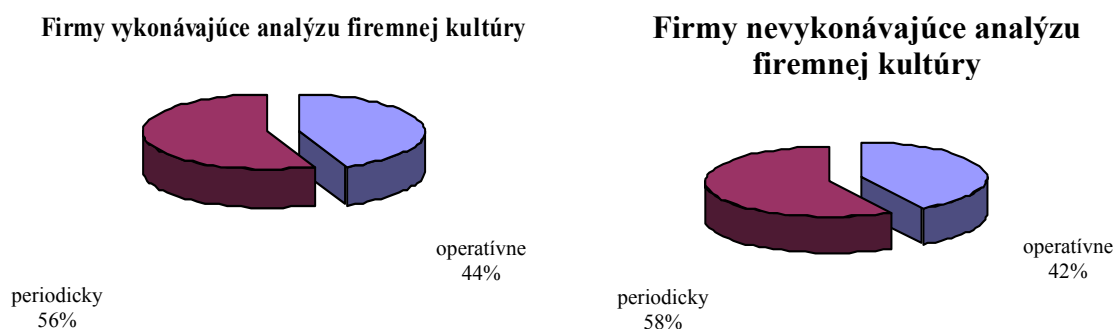 Firmy vykonávajúce analýzu firemnej kultúry
operatívne
44%
periodicky
56%
Firmy nevykonávajúce analýzu
firemnej kultúry
operatívne
42%
periodicky
58%